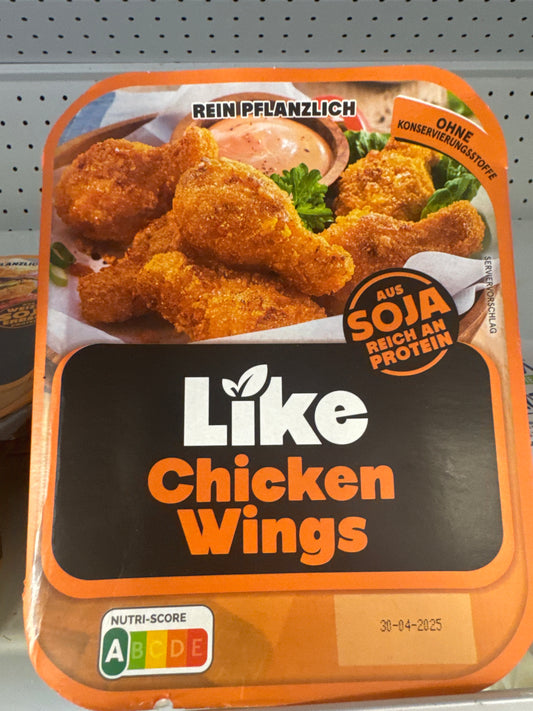 REIN PFLANZLICH
OHNE
KONSERVIERUNGSSTOFFE
SERVIERVORSCHLAG
AUS
SOJA
REICH AN
PROTEIN
Like
Chicken
Wings
NUTRI-SCORE
A B C D E
30-04-2025